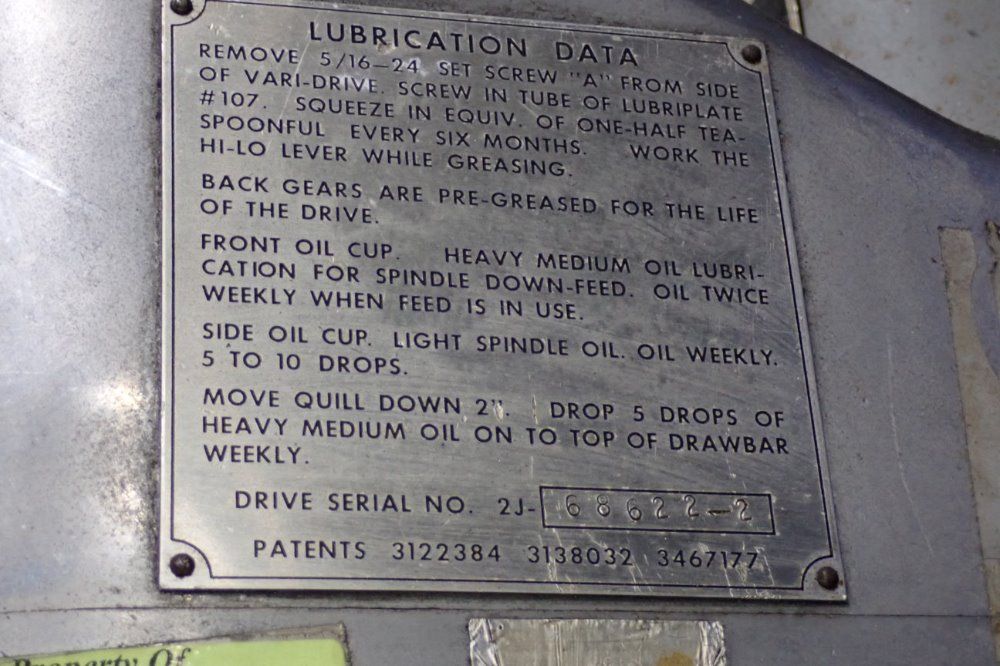 LUBRICATION DATA
REMOVE 5/16-24 SET SCREW "A" FROM SIDE
OF VARI-DRIVE. SCREW IN TUBE OF LUBRIPLATE
#107. SQUEEZE IN EQUIV. OF ONE-HALF TEA-
SPOONFUL EVERY SIX MONTHS. WORK THE
HI-LO LEVER WHILE GREASING.
BACK GEARS ARE PRE-GREASED FOR THE LIFE
OF THE DRIVE.
FRONT OIL CUP. HEAVY MEDIUM OIL LUBRI-
CATION FOR SPINDLE DOWN-FEED. OIL TWICE
WEEKLY WHEN FEED IS IN USE.
SIDE OIL CUP. LIGHT SPINDLE OIL. OIL WEEKLY.
5 TO 10 DROPS.
MOVE QUILL DOWN 2". DROP 5 DROPS OF
HEAVY MEDIUM OIL ON TO TOP OF DRAWBAR
WEEKLY.
DRIVE SERIAL NO. 2J-68622-2
PATENTS 3122384 3138032 3467177
Property Of